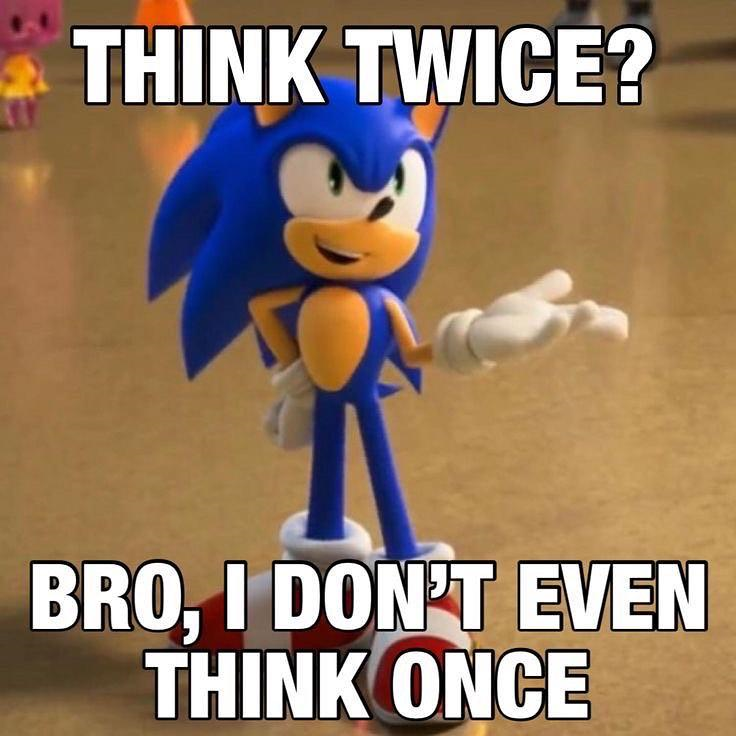 THINK TWICE?
BRO, I DON'T EVEN
THINK ONCE